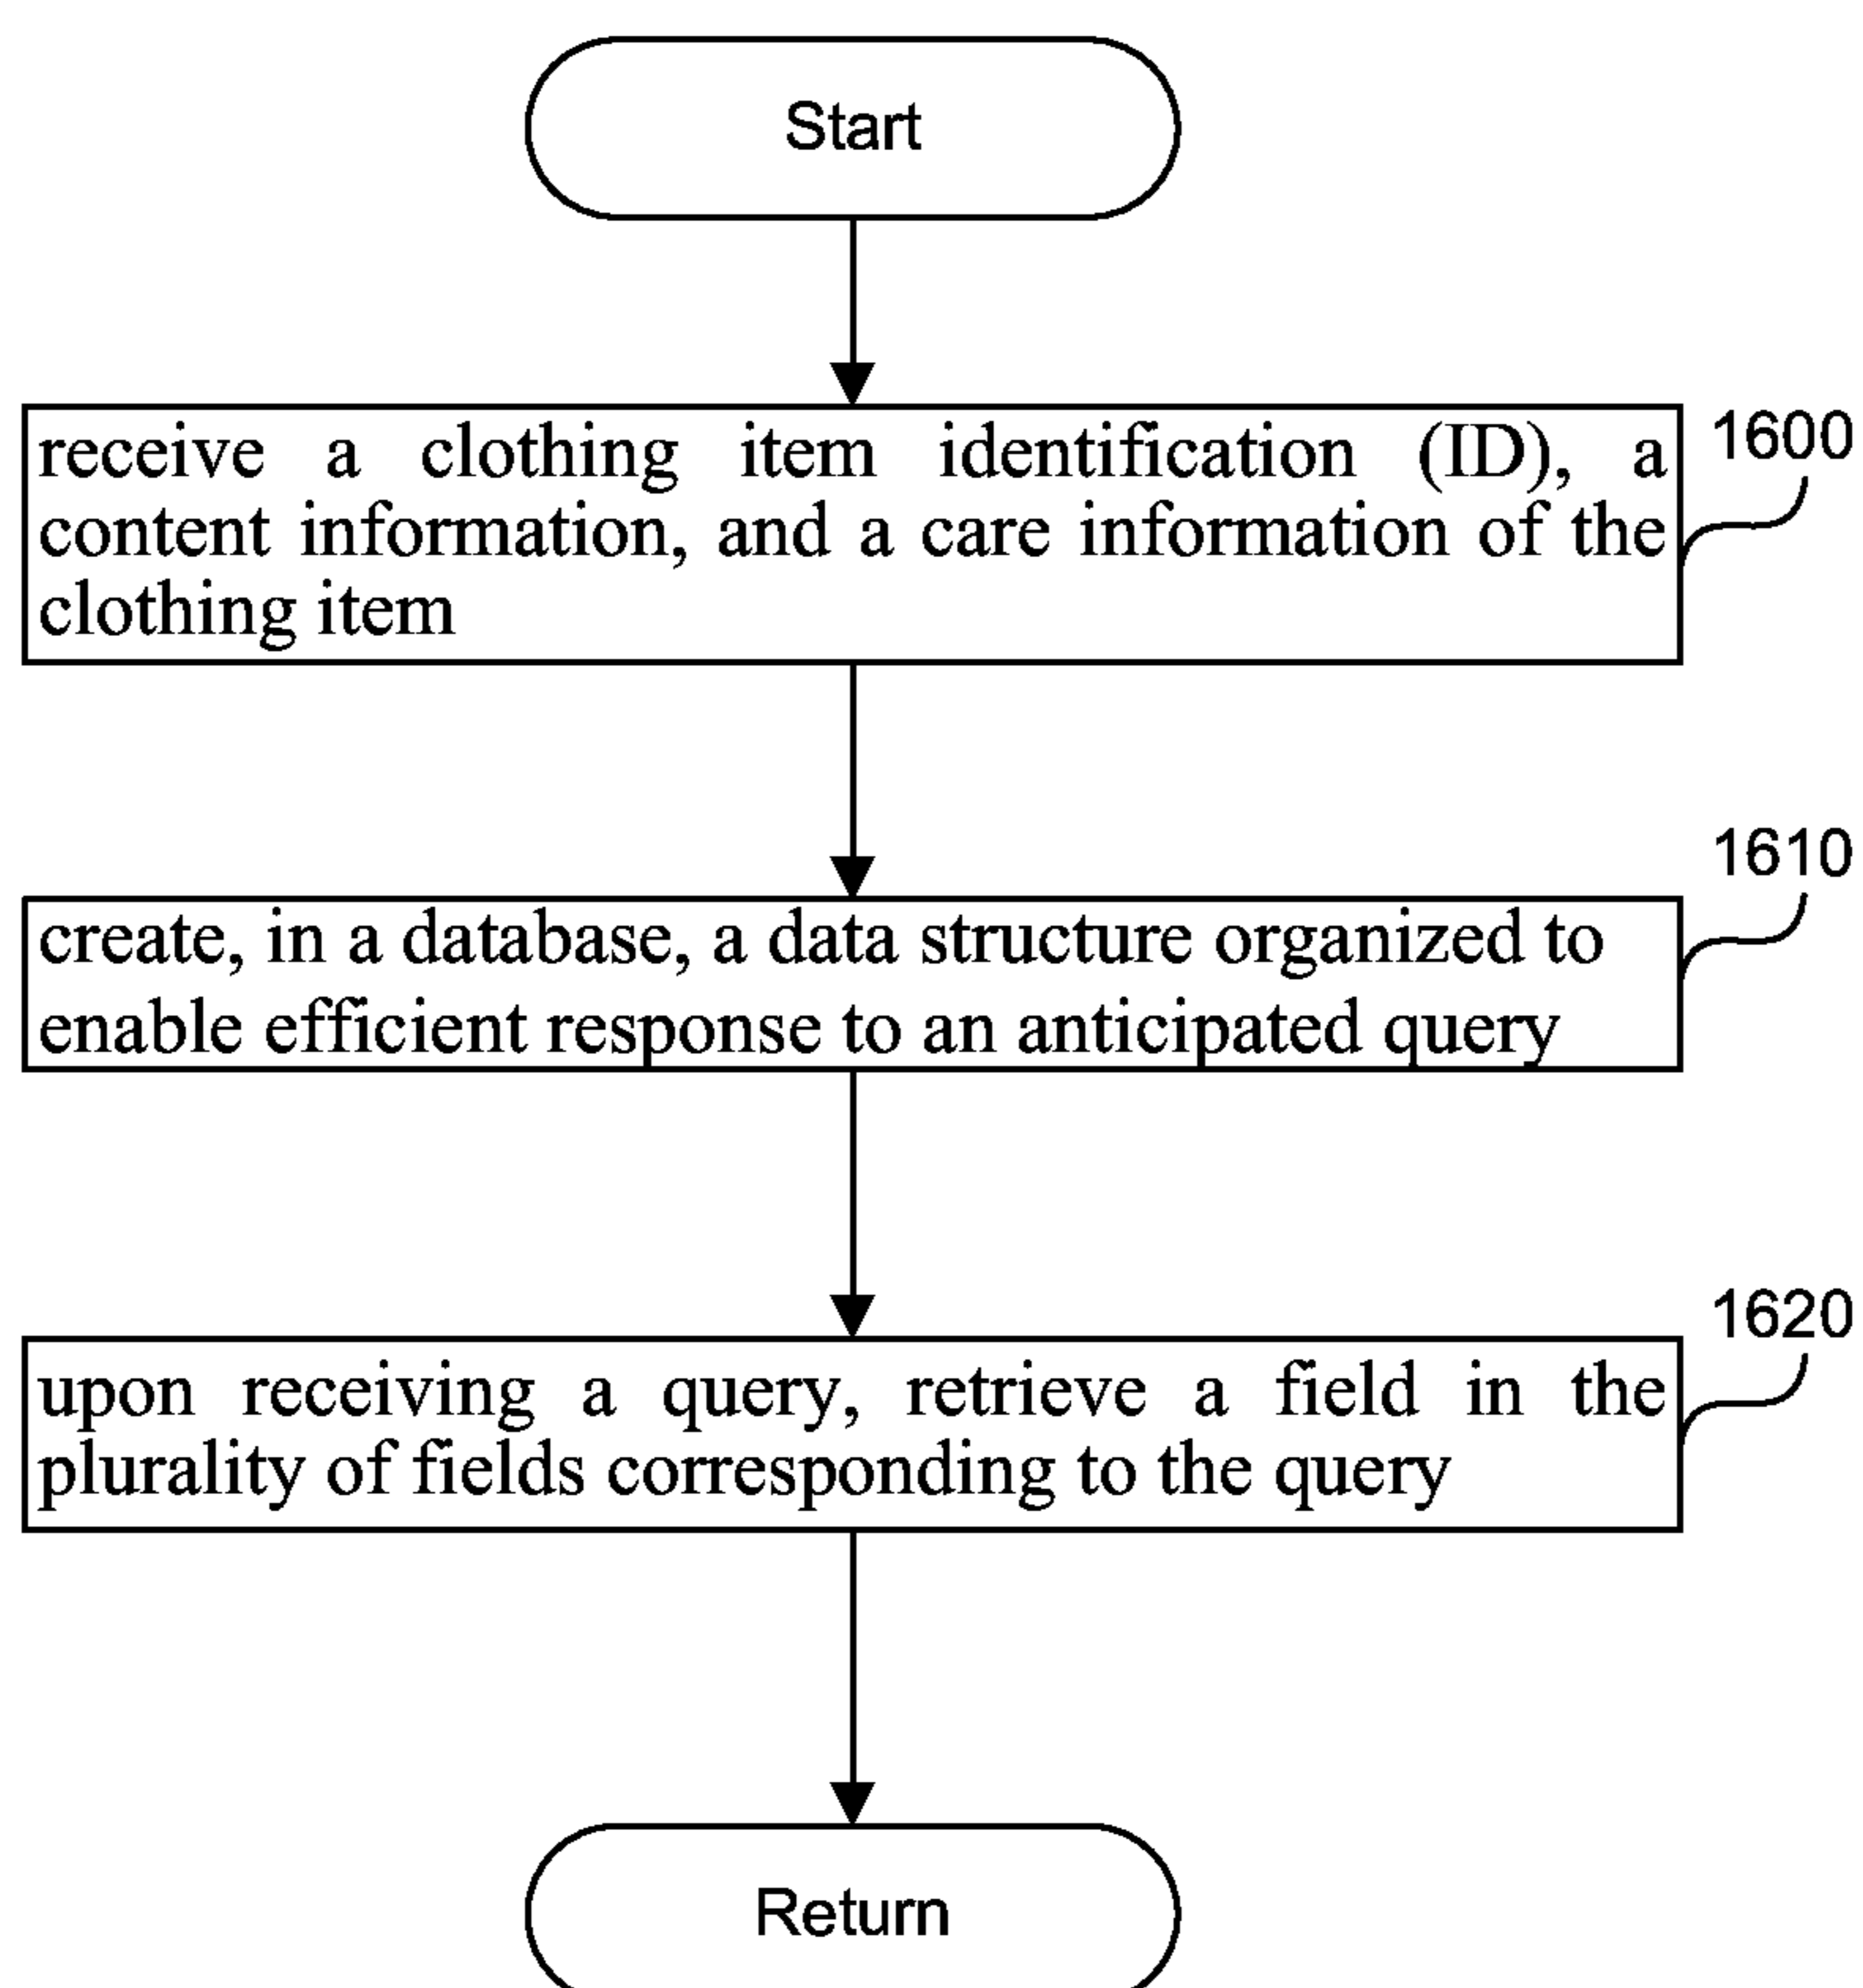 Start
receive a clothing item identification (ID), a
content information, and a care information of the
clothing item
1600
create, in a database, a data structure organized to
enable efficient response to an anticipated query
1610
upon receiving a query, retrieve a field in the
plurality of fields corresponding to the query
1620
Return